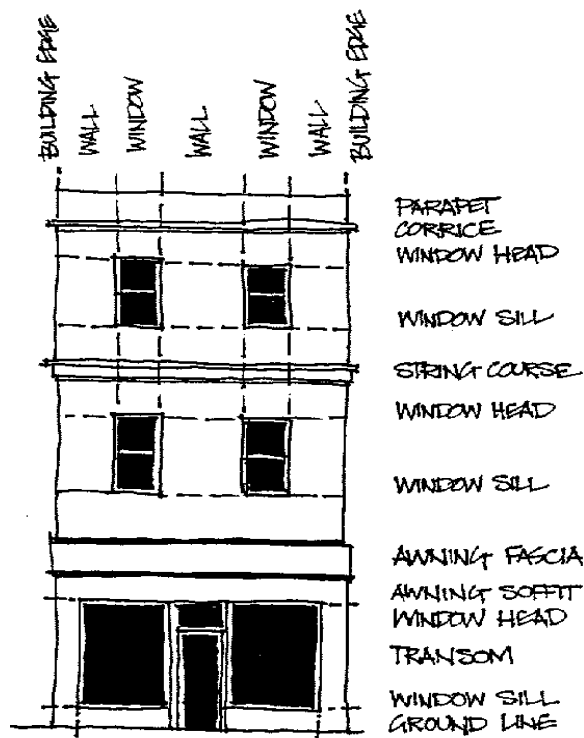 BUILDING EDGE
WALL
WINDOW
WALL
WINDOW
WALL
BUILDING EDGE
PARAPET
CORRICE
WINDOW HEAD
WINDOW SILL
STRING COURSE
WINDOW HEAD
WINDOW SILL
AWNING FASCIA
AWNING SOFFIT
WINDOW HEAD
TRANSOM
WINDOW SILL
GROUND LINE